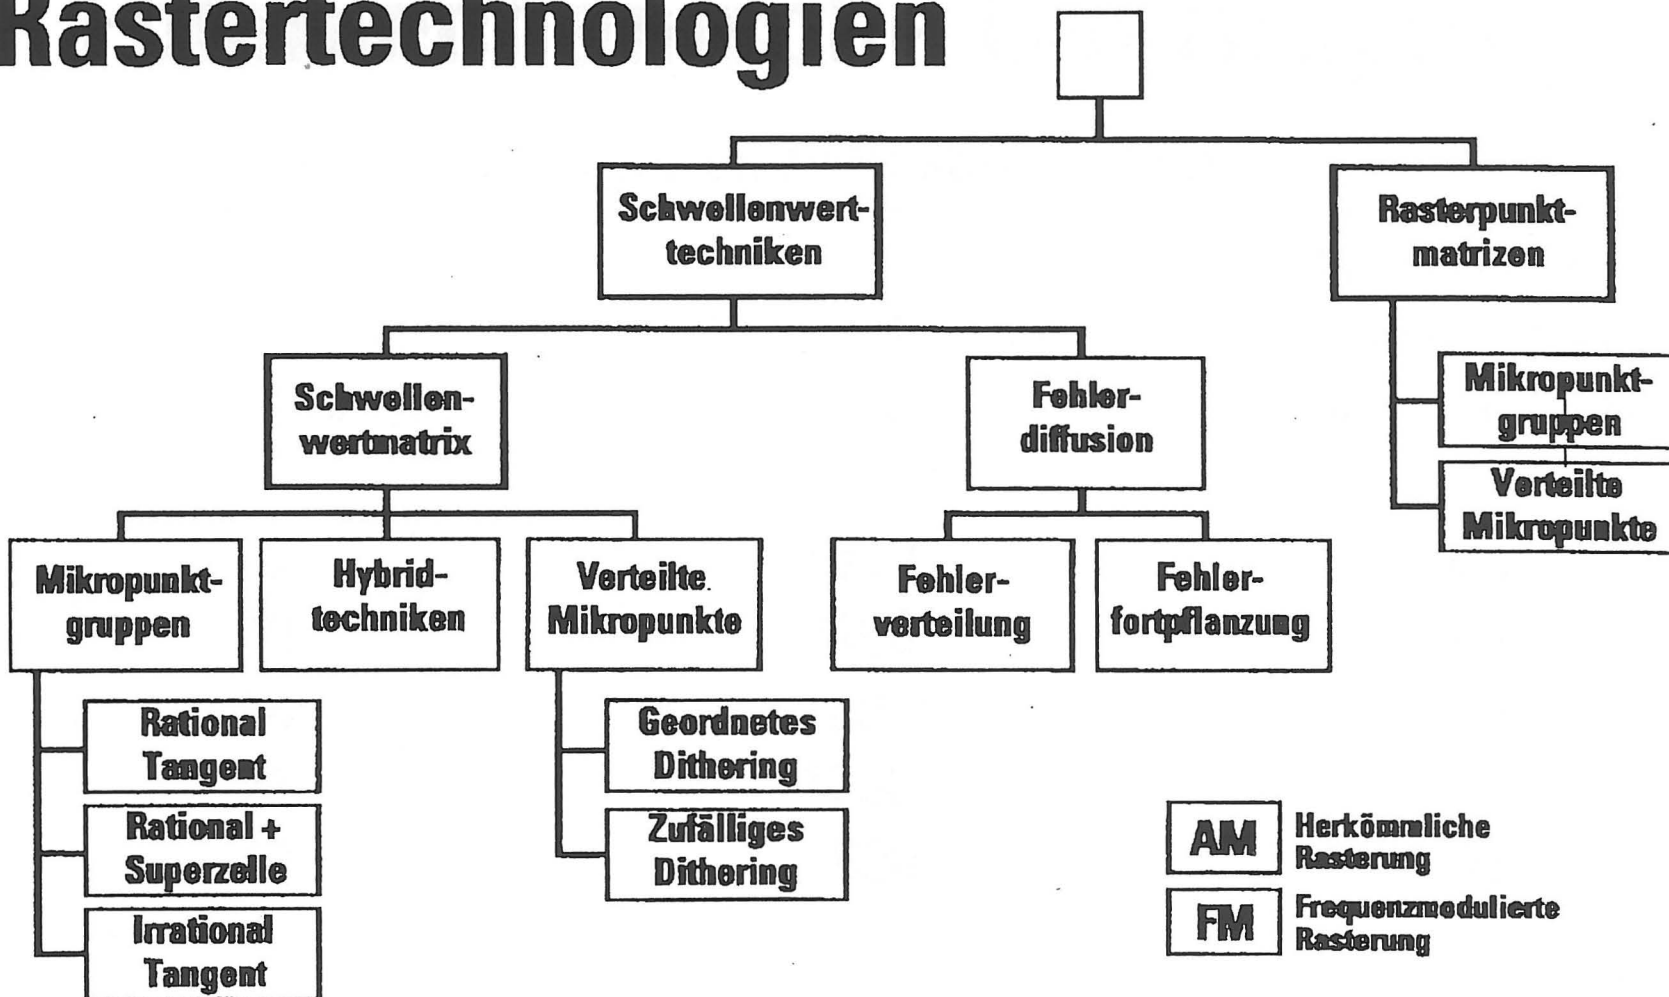 Rastertechnologien
Schwellenwert-
techniken
Rasterpunkt-
matrizen
Schwellen-
wertmatrix
Fehler-
diffusion
Mikropunkt-
gruppen
Verteilte
Mikropunkte
Mikropunkt-
gruppen
Hybrid-
techniken
Verteilte
Mikropunkte
Fehler-
verteilung
Fehler-
fortpflanzung
Rational
Tangent
Rational +
Superzelle
Irrational
Tangent
Geordnetes
Dithering
Zufälliges
Dithering
AM
Herkömmliche
Rasterung
FM
Frequenzmodulierte
Rasterung